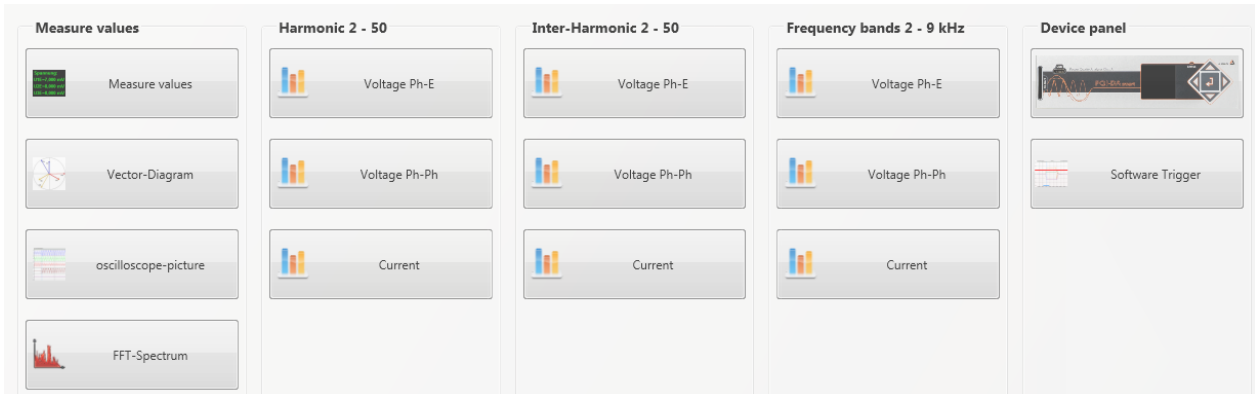 Measure values
Harmonic 2 - 50
Inter-Harmonic 2 - 50
Frequency bands 2 - 9 kHz
Device panel
Measure values
Voltage Ph-E
Voltage Ph-E
Voltage Ph-E
Vector-Diagram
Voltage Ph-Ph
Voltage Ph-Ph
Voltage Ph-Ph
Software Trigger
oscilloscope-picture
Current
Current
Current
FFT-Spectrum